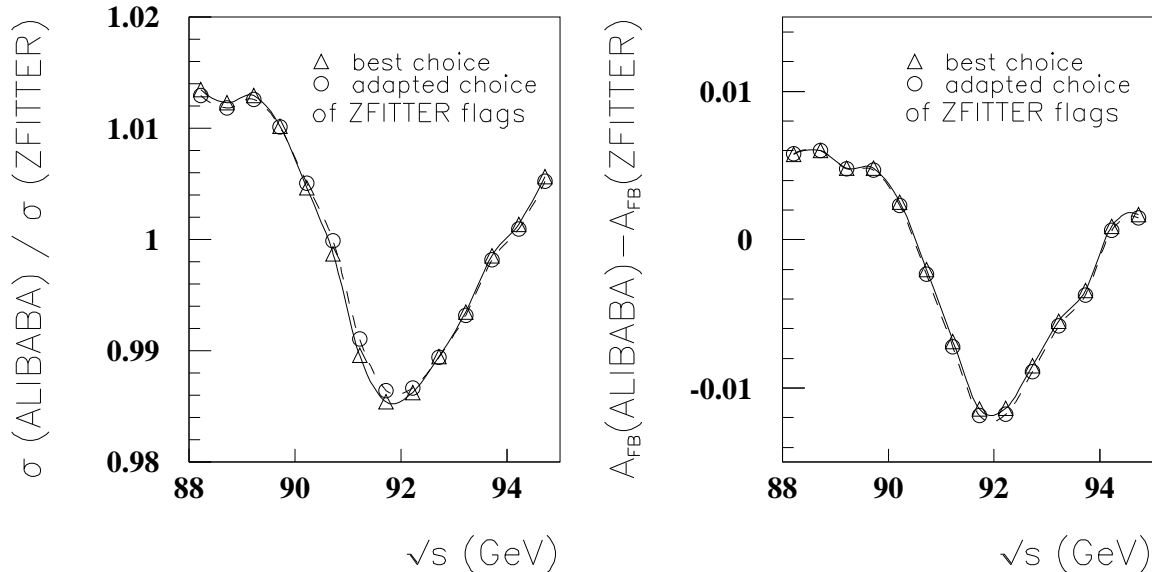 σ (ALIBABA) / σ (ZFITTER)
1.02
1.01
1
0.99
0.98
△ best choice
○ adapted choice
of ZFITTER flags
88 90 92 94
√s (GeV)
A_FB(ALIBABA)−A_FB(ZFITTER)
0.01
0
-0.01
△ best choice
○ adapted choice
of ZFITTER flags
88 90 92 94
√s (GeV)